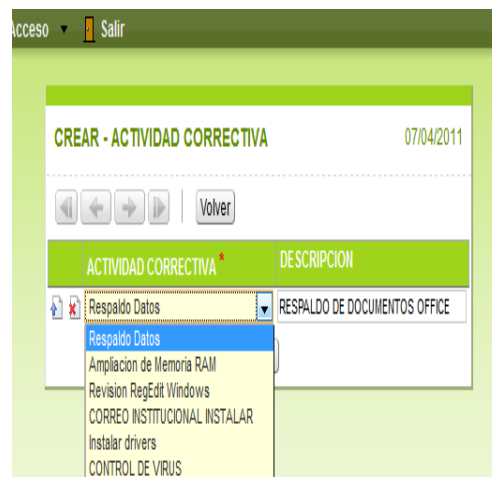 Acceso Salir
CREAR - ACTIVIDAD CORRECTIVA 07/04/2011
Volver
ACTIVIDAD CORRECTIVA * DESCRIPCION
Respaldo Datos RESPALDO DE DOCUMENTOS OFFICE
Respaldo Datos
Ampliacion de Memoria RAM
Revision RegEdit Windows
CORREO INSTITUCIONAL INSTALAR
Instalar drivers
CONTROL DE VIRUS